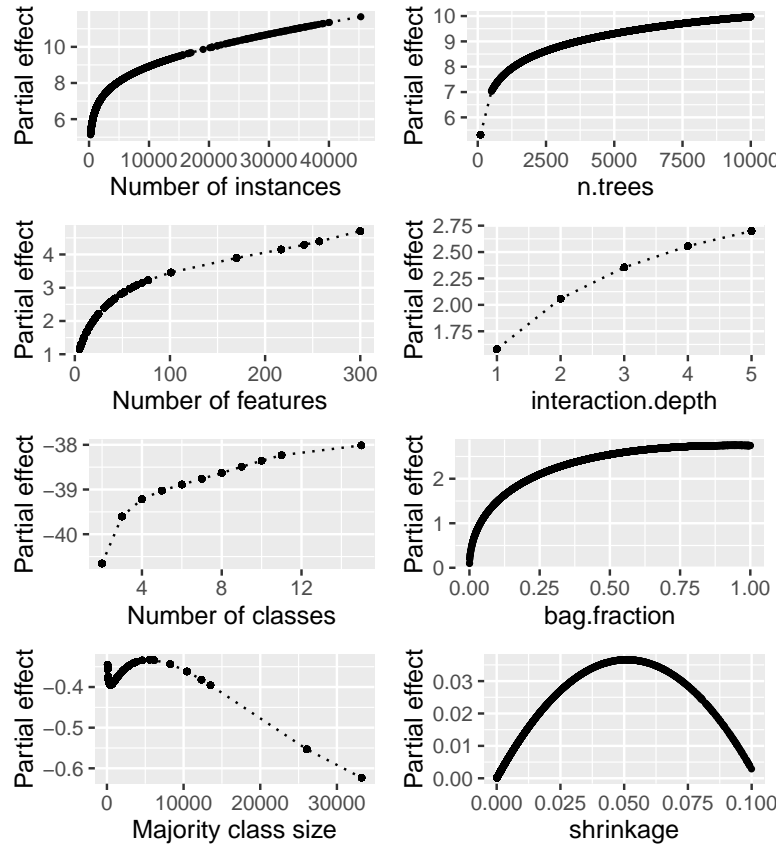 Partial effect
10
8
6
0 10000 20000 30000 40000
Number of instances
Partial effect
10
9
8
7
6
0 2500 5000 7500 10000
n.trees
Partial effect
4
3
2
1
0 100 200 300
Number of features
Partial effect
2.75
2.50
2.25
2.00
1.75
1 2 3 4 5
interaction.depth
Partial effect
−38
−39
−40
4 8 12
Number of classes
Partial effect
2
1
0
0.00 0.25 0.50 0.75 1.00
bag.fraction
Partial effect
−0.4
−0.5
−0.6
0 10000 20000 30000
Majority class size
Partial effect
0.03
0.02
0.01
0.00
0.000 0.025 0.050 0.075 0.100
shrinkage